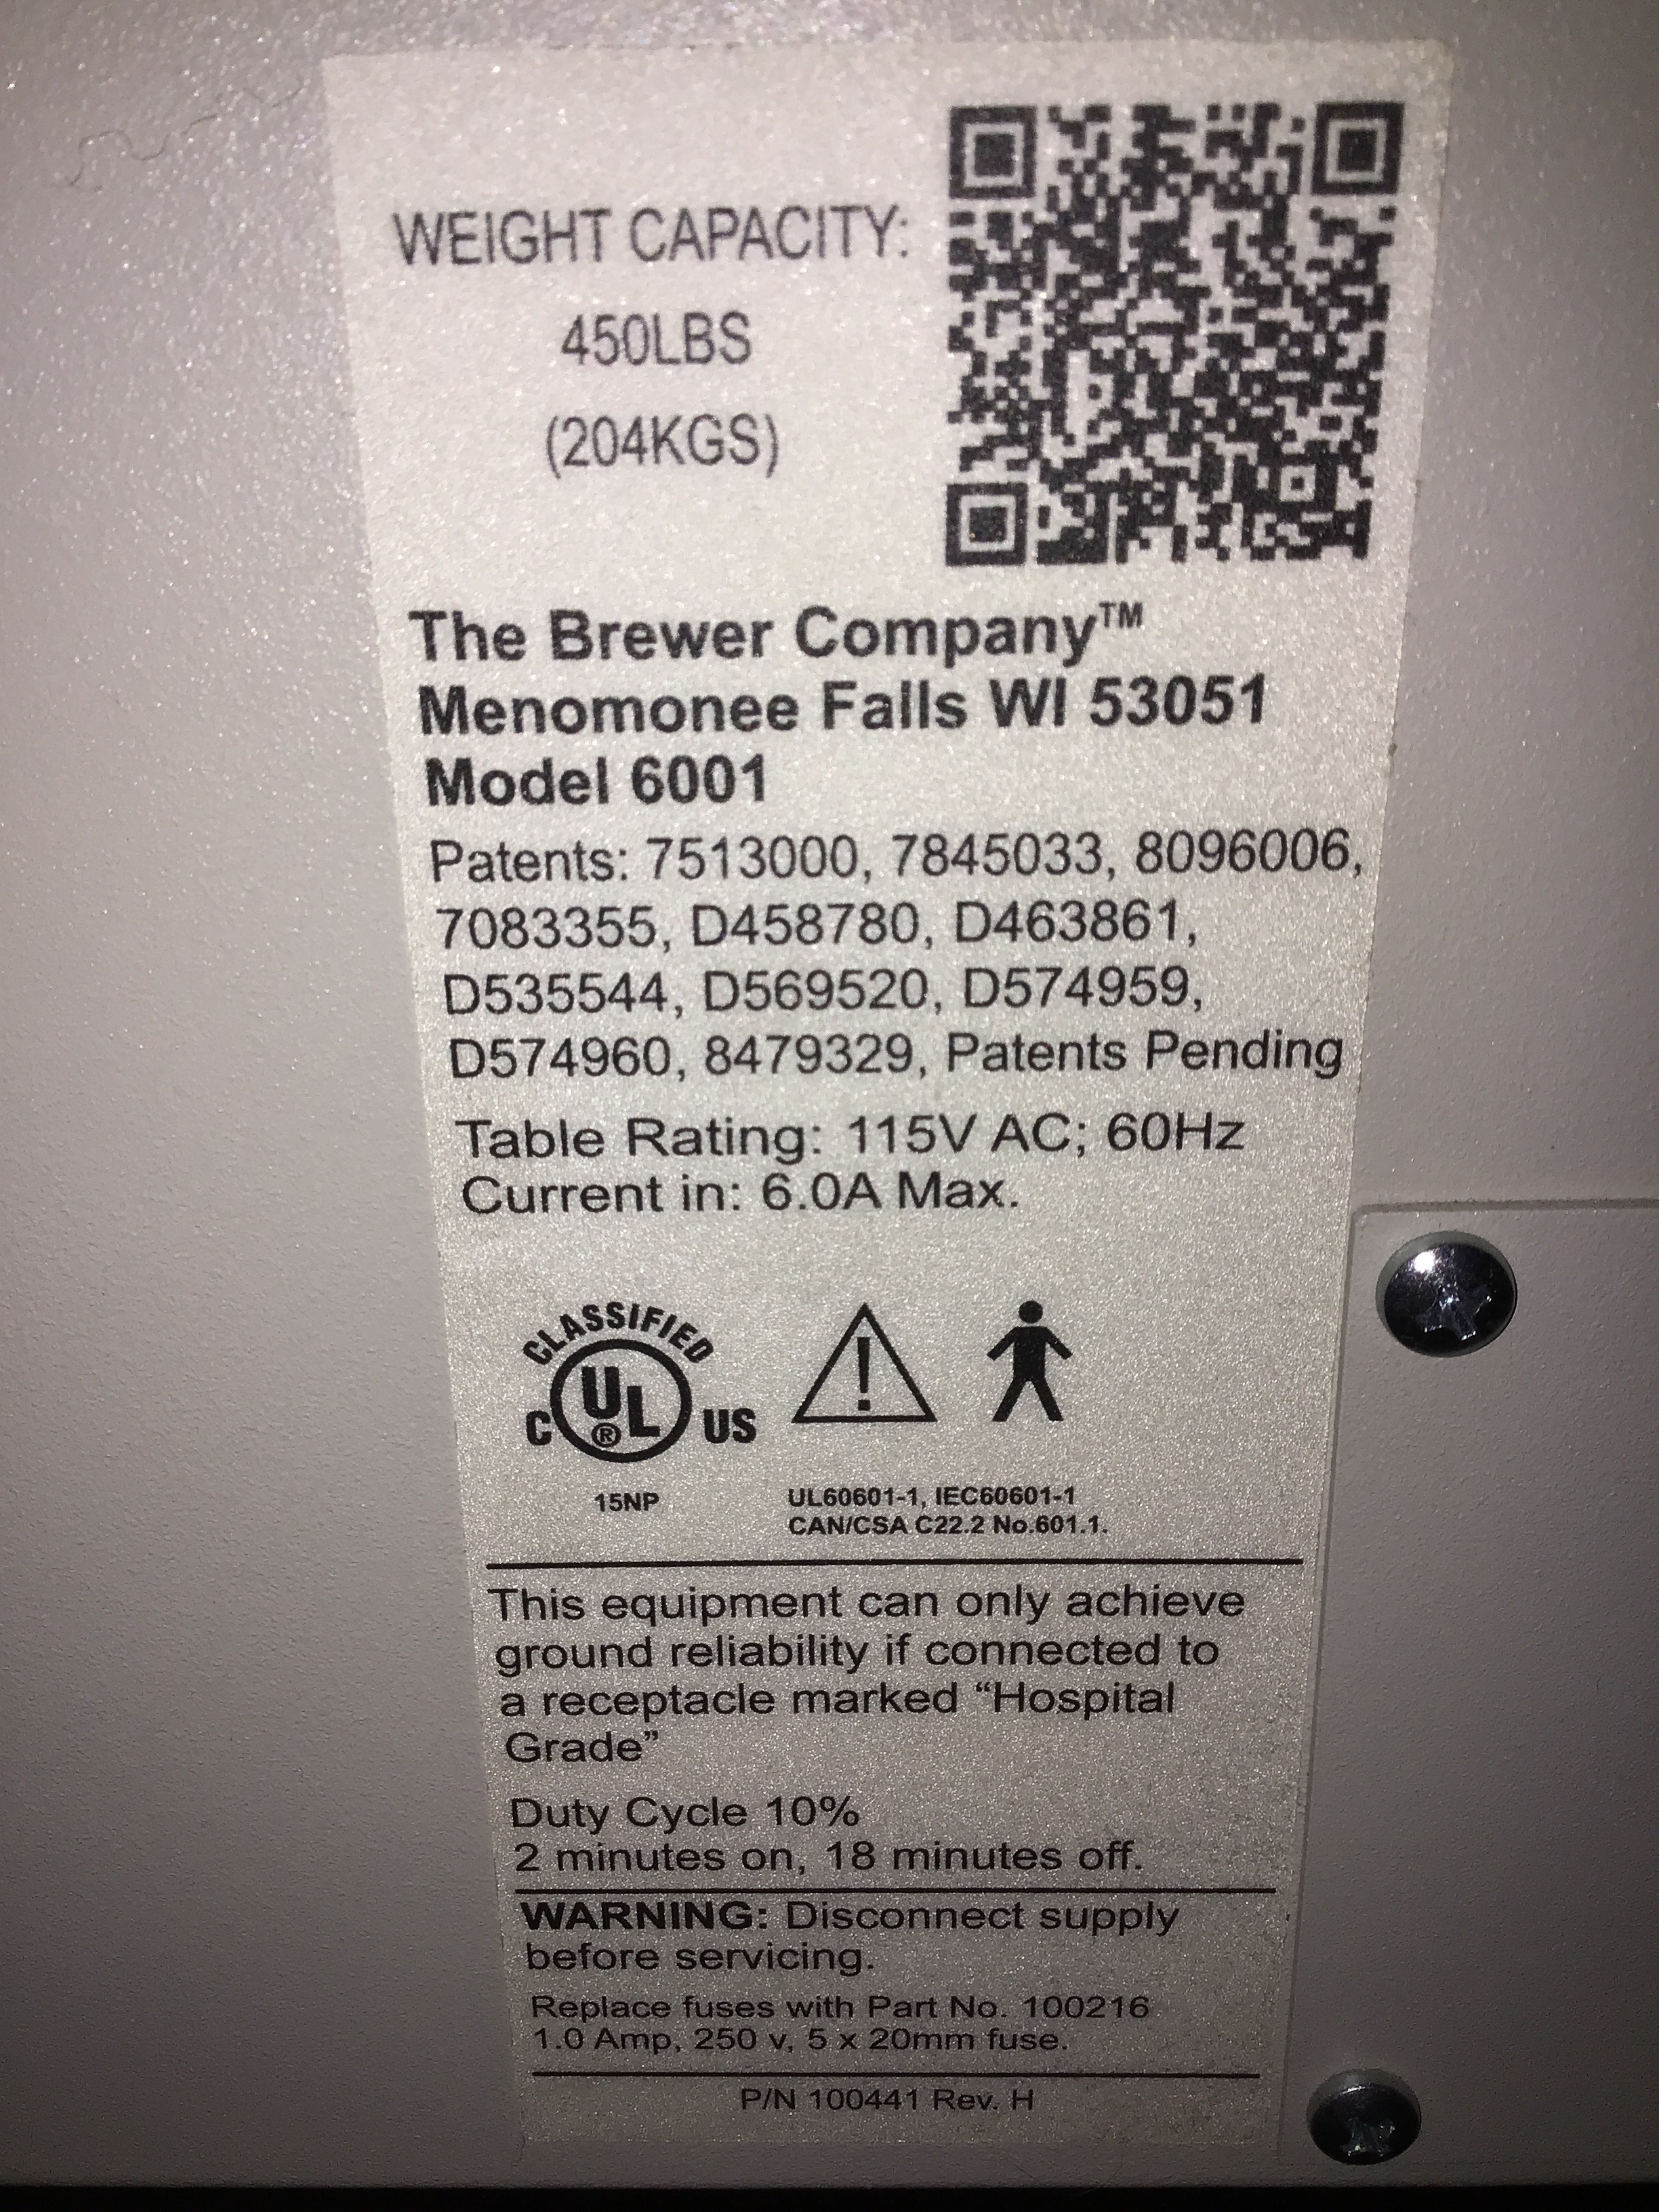 WEIGHT CAPACITY:
450LBS
(204KGS)
The Brewer Company™
Menomonee Falls WI 53051
Model 6001
Patents: 7513000, 7845033, 8096006,
7083355, D458780, D463861,
D535544, D569520, D574959,
D574960, 8479329, Patents Pending
Table Rating: 115V AC; 60Hz
Current in: 6.0A Max.
CLASSIFIED
C UL® US
15NP
UL60601-1, IEC60601-1
CAN/CSA C22.2 No.601.1.
This equipment can only achieve
ground reliability if connected to
a receptacle marked “Hospital
Grade”
Duty Cycle 10%
2 minutes on, 18 minutes off.
WARNING: Disconnect supply
before servicing.
Replace fuses with Part No. 100216
1.0 Amp, 250 v, 5 x 20mm fuse.
P/N 100441 Rev. H